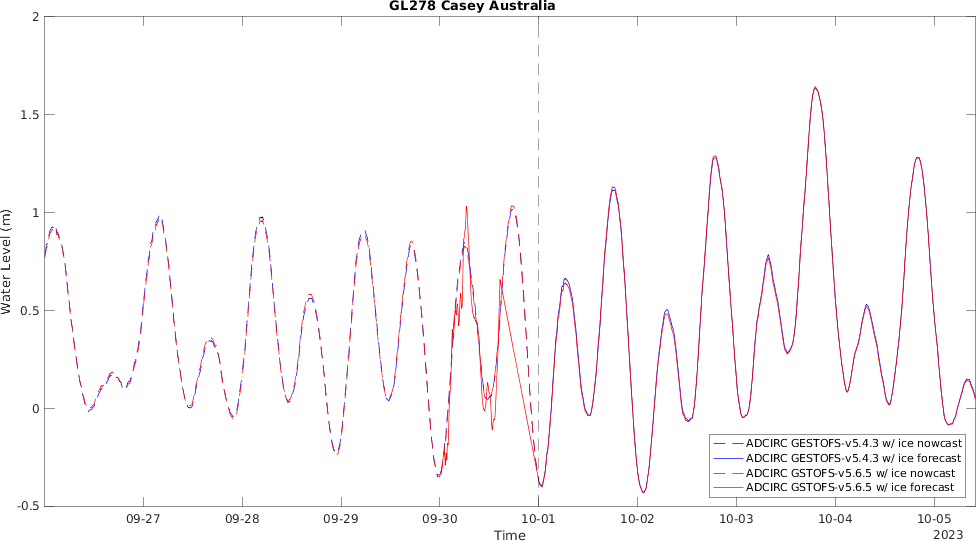 GL278 Casey Australia
2
1.5
1
0.5
0
-0.5
Water Level (m)
09-27 09-28 09-29 09-30 10-01 10-02 10-03 10-04 10-05
Time
2023
ADCIRC GESTOFS-v5.4.3 w/ ice nowcast
ADCIRC GESTOFS-v5.4.3 w/ ice forecast
ADCIRC GSTOFS-v5.6.5 w/ ice nowcast
ADCIRC GSTOFS-v5.6.5 w/ ice forecast